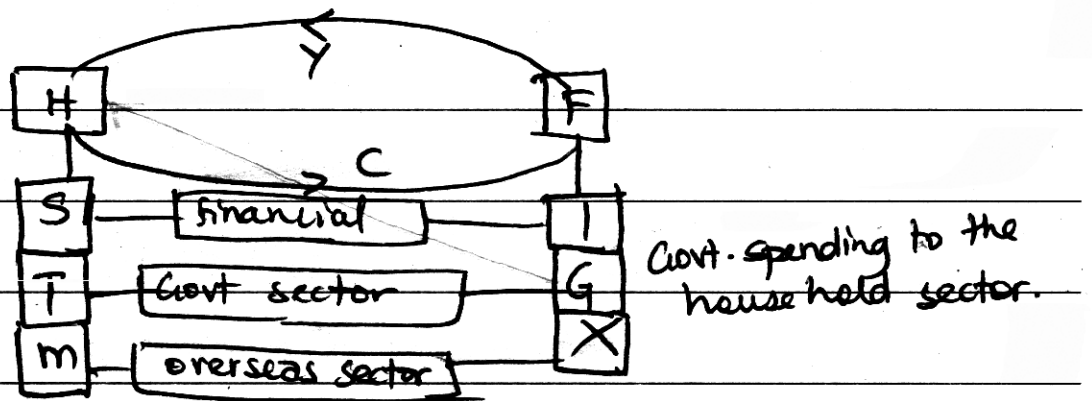 Y
H F
C
S financial I
Govt. spending to the
T Govt sector G household sector.
m overseas sector X